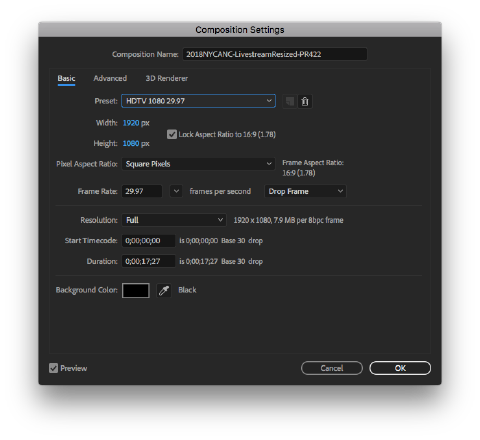 Composition Settings
Composition Name: 2018NYCANC-LivestreamResized-PR422
Basic Advanced 3D Renderer
Preset: HDTV 1080 29.97
Width: 1920 px
Lock Aspect Ratio to 16:9 (1.78)
Height: 1080 px
Pixel Aspect Ratio: Square Pixels
Frame Aspect Ratio:
16:9 (1.78)
Frame Rate: 29.97 frames per second Drop Frame
Resolution: Full 1920 x 1080, 7.9 MB per 8bpc frame
Start Timecode: 0;00;00;00 is 0;00;00;00 Base 30 drop
Duration: 0;00;17;27 is 0;00;17;27 Base 30 drop
Background Color: Black
Preview Cancel OK